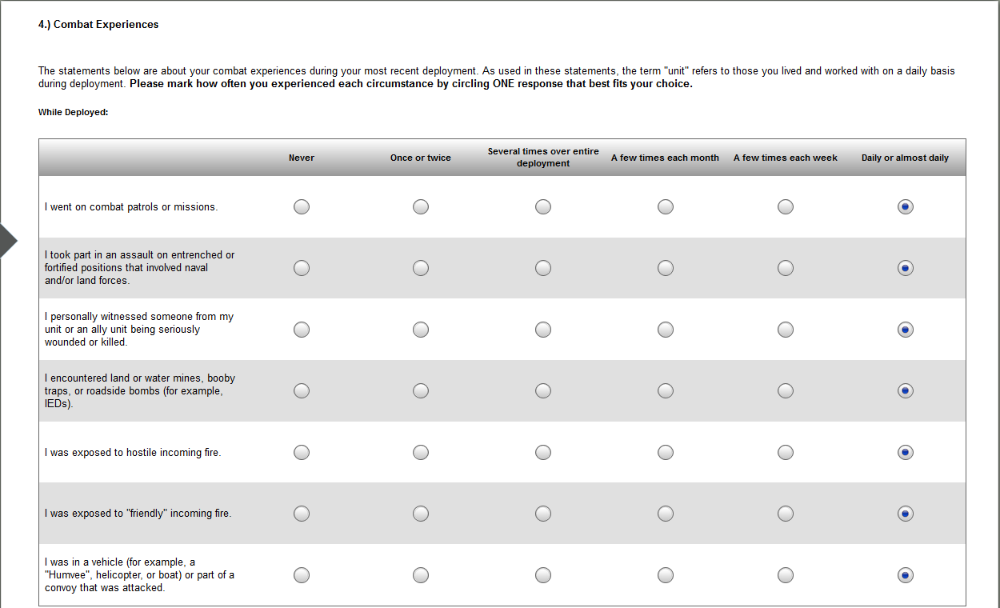 4.) Combat Experiences
The statements below are about your combat experiences during your most recent deployment. As used in these statements, the term "unit" refers to those you lived and worked with on a daily basis
during deployment. Please mark how often you experienced each circumstance by circling ONE response that best fits your choice.
While Deployed:
Never
Once or twice
Several times over entire
deployment
A few times each month
A few times each week
Daily or almost daily
I went on combat patrols or missions.
I took part in an assault on entrenched or
fortified positions that involved naval
and/or land forces.
I personally witnessed someone from my
unit or an ally unit being seriously
wounded or killed.
I encountered land or water mines, booby
traps, or roadside bombs (for example,
IEDs).
I was exposed to hostile incoming fire.
I was exposed to "friendly" incoming fire.
I was in a vehicle (for example, a
"Humvee", helicopter, or boat) or part of a
convoy that was attacked.